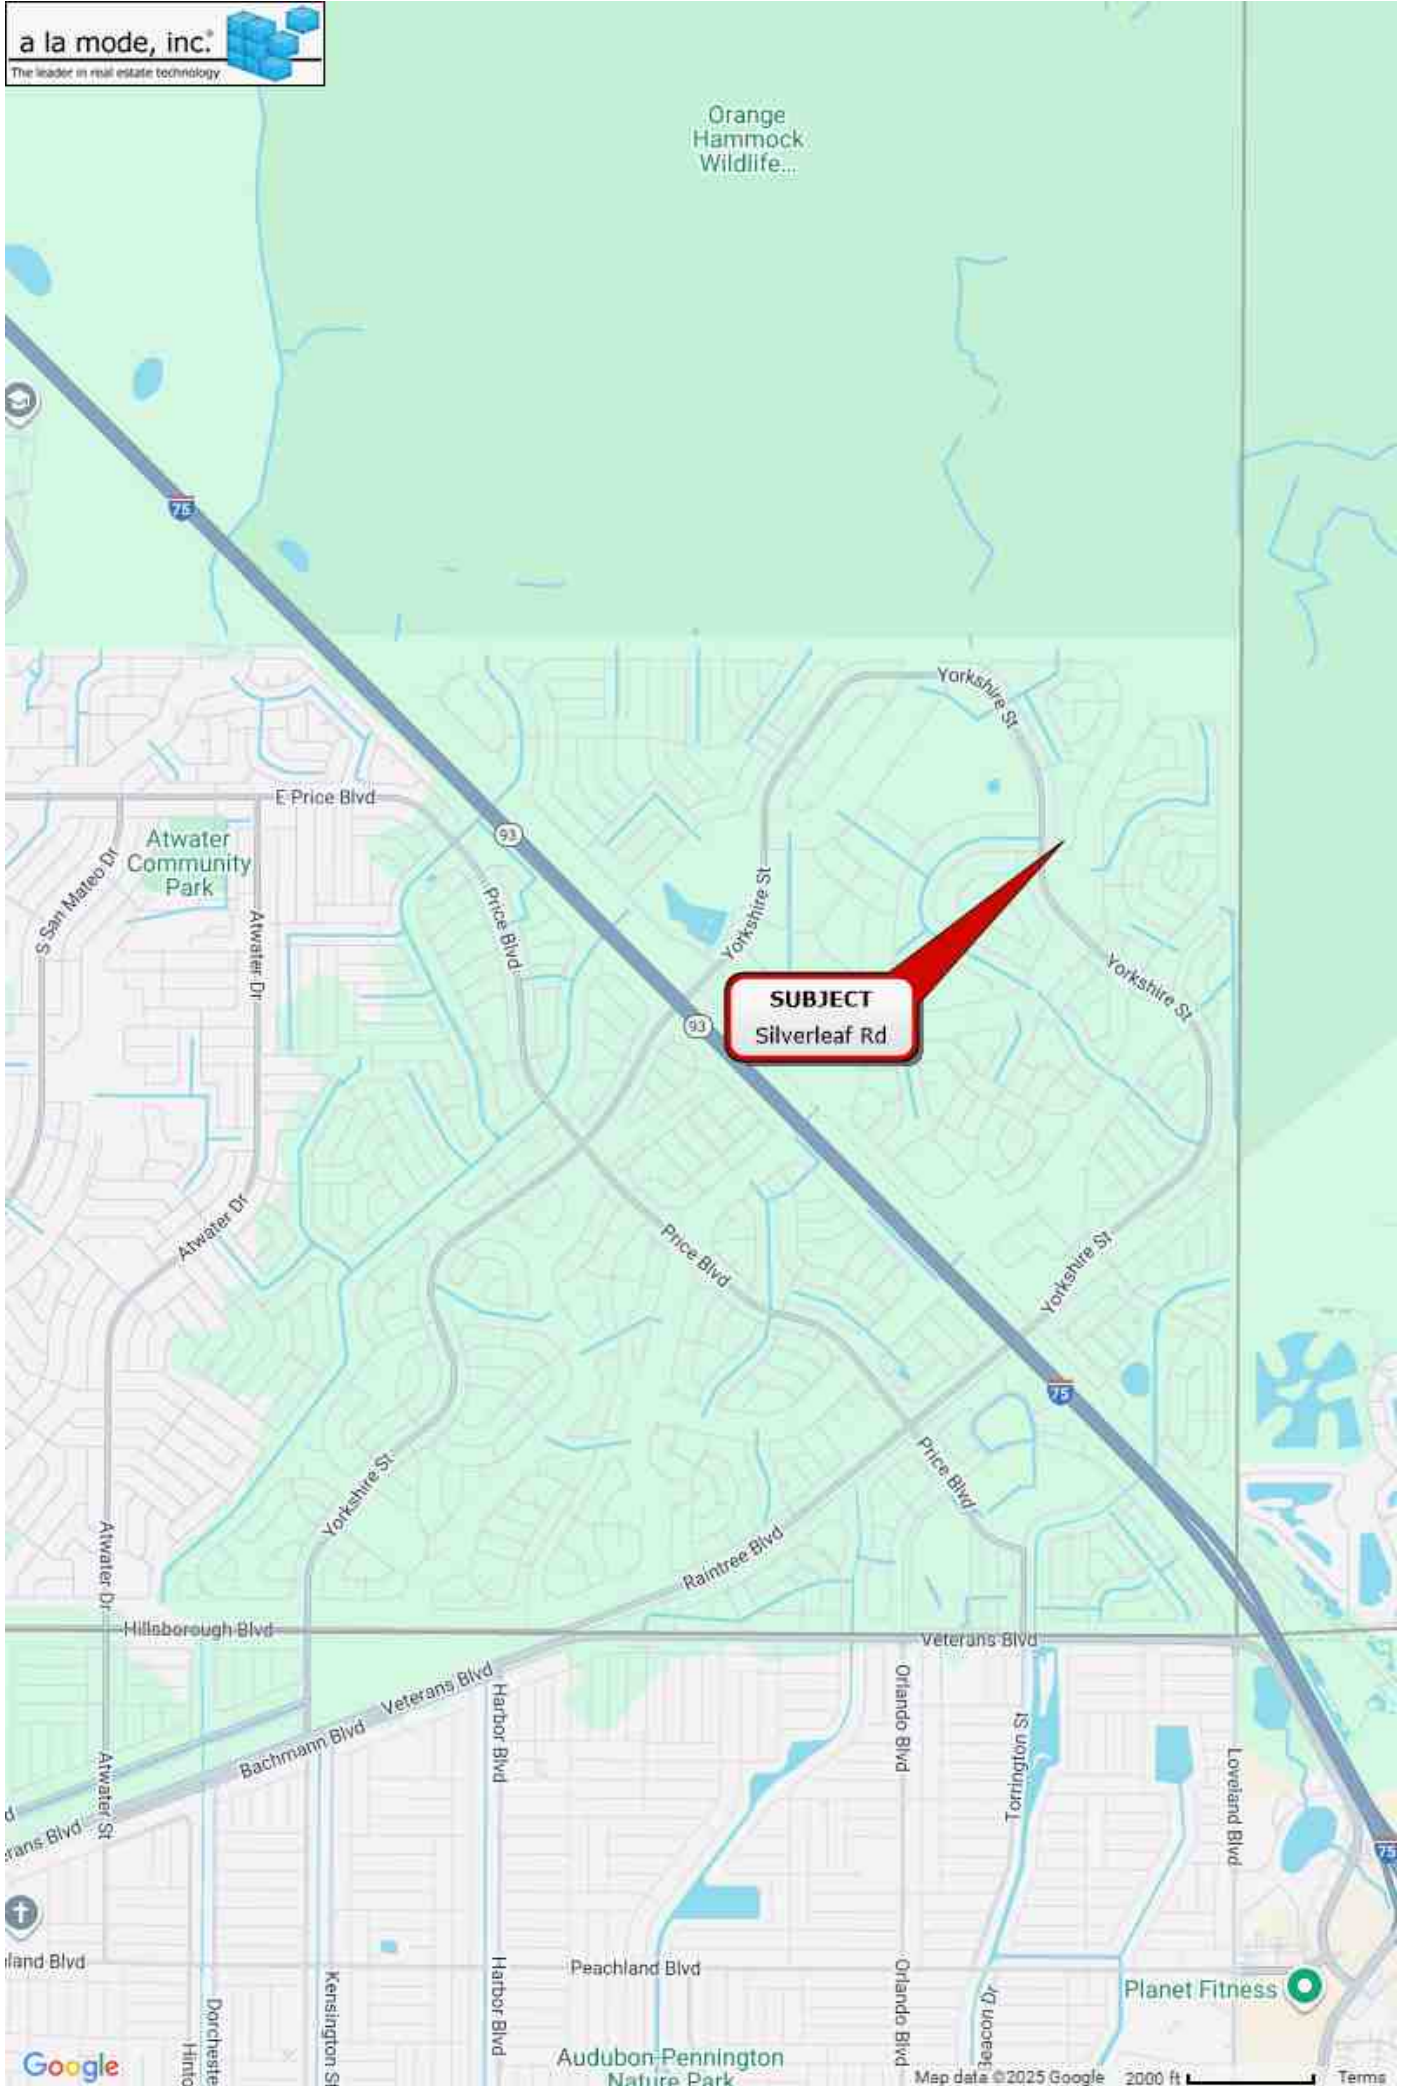 a la mode, inc.®
The leader in real estate technology
Orange
Hammock
Wildlife...
75
Yorkshire St
E Price Blvd
93
Atwater
Community
Park
S San Mateo Dr
Atwater Dr
Price Blvd
Yorkshire St
Yorkshire St
93
SUBJECT
Silverleaf Rd
Atwater Dr
Price Blvd
Yorkshire St
75
Yorkshire St
Price Blvd
Atwater Dr
Raintree Blvd
Hillsborough Blvd
Veterans Blvd
Veterans Blvd
Harbor Blvd
Orlando Blvd
Torrington St
Bachmann Blvd
Atwater St
Loveland Blvd
75
Peachland Blvd
Harbor Blvd
Orlando Blvd
Beacon Dr
Planet Fitness
Kensington St
Audubon-Pennington
Nature Park
Google
Map data ©2025 Google
2000 ft
Terms